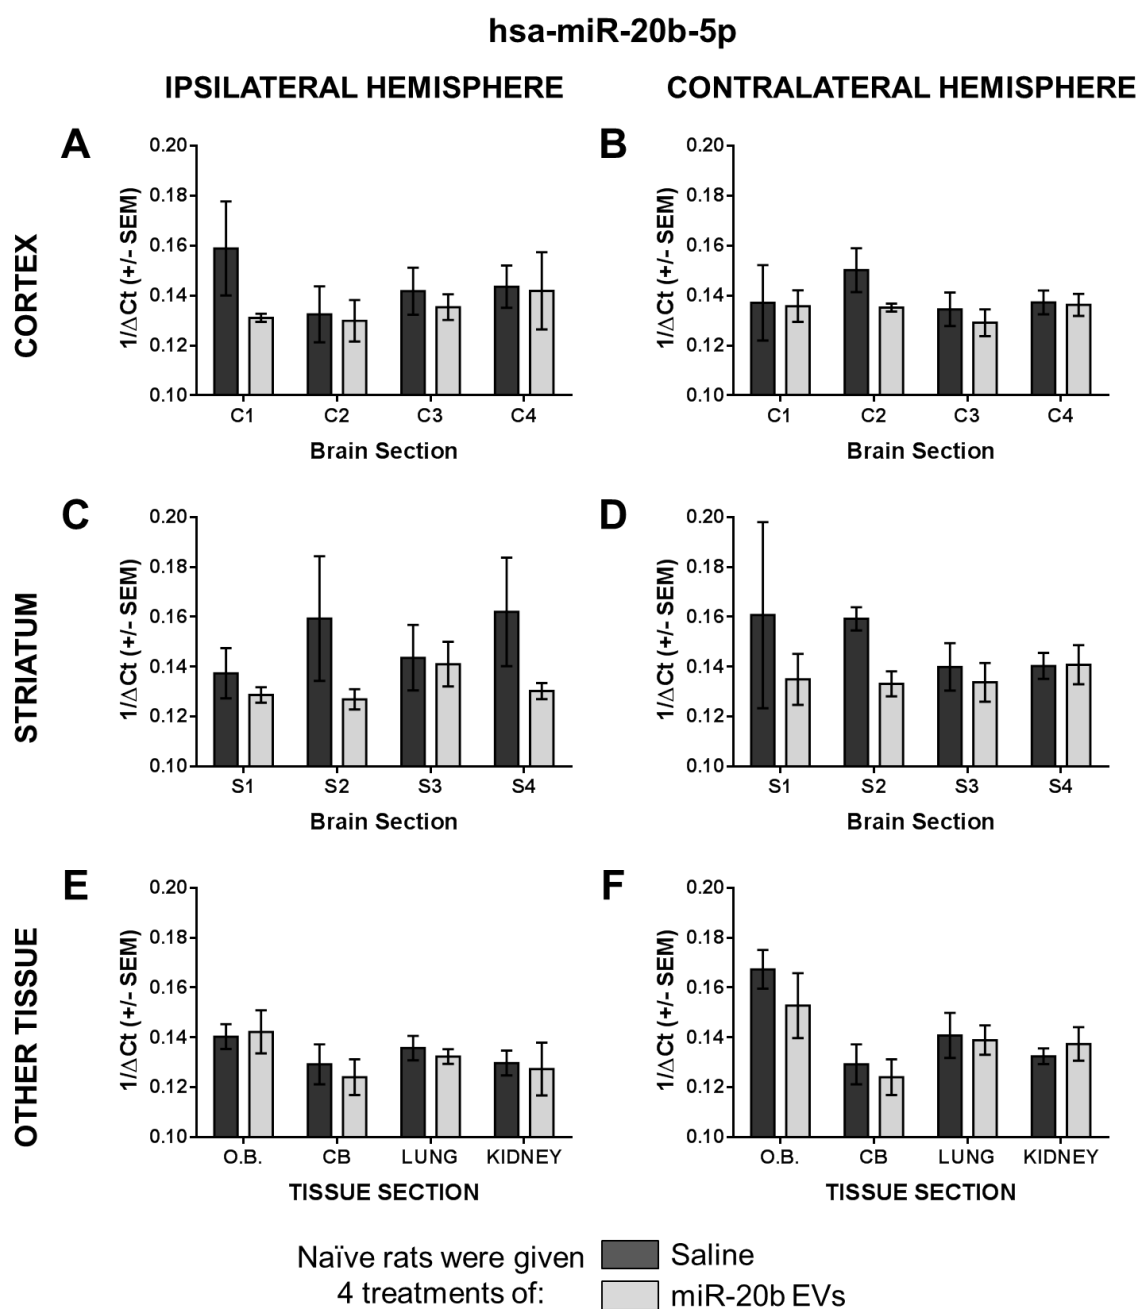 hsa-miR-20b-5p
IPSILATERAL HEMISPHERE
CONTRALATERAL HEMISPHERE
CORTEX
A
1/ΔCt (+/- SEM)
0.20
0.18
0.16
0.14
0.12
0.10
C1 C2 C3 C4
Brain Section
B
1/ΔCt (+/- SEM)
0.20
0.18
0.16
0.14
0.12
0.10
C1 C2 C3 C4
Brain Section
STRIATUM
C
1/ΔCt (+/- SEM)
0.20
0.18
0.16
0.14
0.12
0.10
S1 S2 S3 S4
Brain Section
D
1/ΔCt (+/- SEM)
0.20
0.18
0.16
0.14
0.12
0.10
S1 S2 S3 S4
Brain Section
OTHER TISSUE
E
1/ΔCt (+/- SEM)
0.20
0.18
0.16
0.14
0.12
0.10
O.B. CB LUNG KIDNEY
TISSUE SECTION
F
1/ΔCt (+/- SEM)
0.20
0.18
0.16
0.14
0.12
0.10
O.B. CB LUNG KIDNEY
TISSUE SECTION
Naïve rats were given
4 treatments of:
Saline
miR-20b EVs